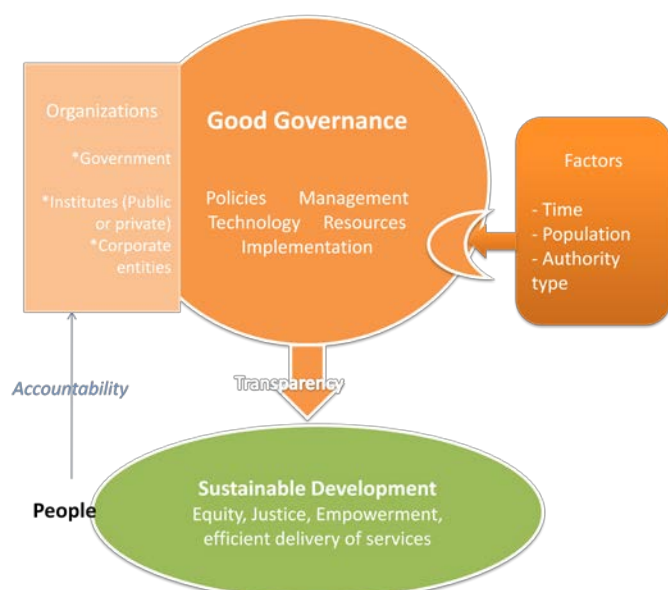 Organizations
*Government
*Institutes (Public
or private)
*Corporate
entities
Good Governance
Policies Management
Technology Resources
Implementation
Factors
- Time
- Population
- Authority
type
Transparency
Accountability
People
Sustainable Development
Equity, Justice, Empowerment,
efficient delivery of services